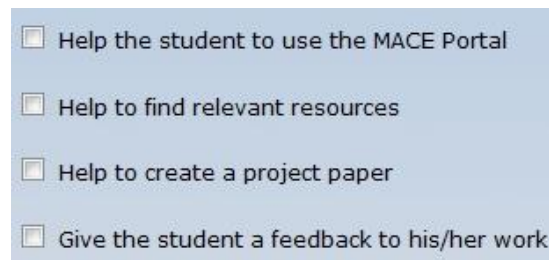 Help the student to use the MACE Portal
Help to find relevant resources
Help to create a project paper
Give the student a feedback to his/her work